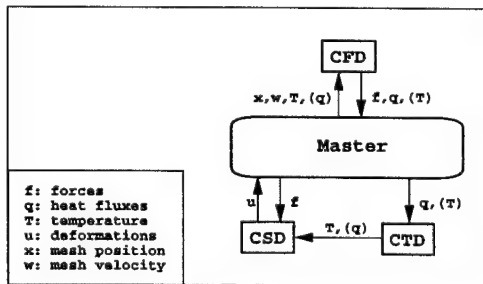 CFD
x,w,T,(q)
f,q,(T)
Master
u
f
q,(T)
CSD
T,(q)
CTD
f: forces
q: heat fluxes
T: temperature
u: deformations
x: mesh position
w: mesh velocity